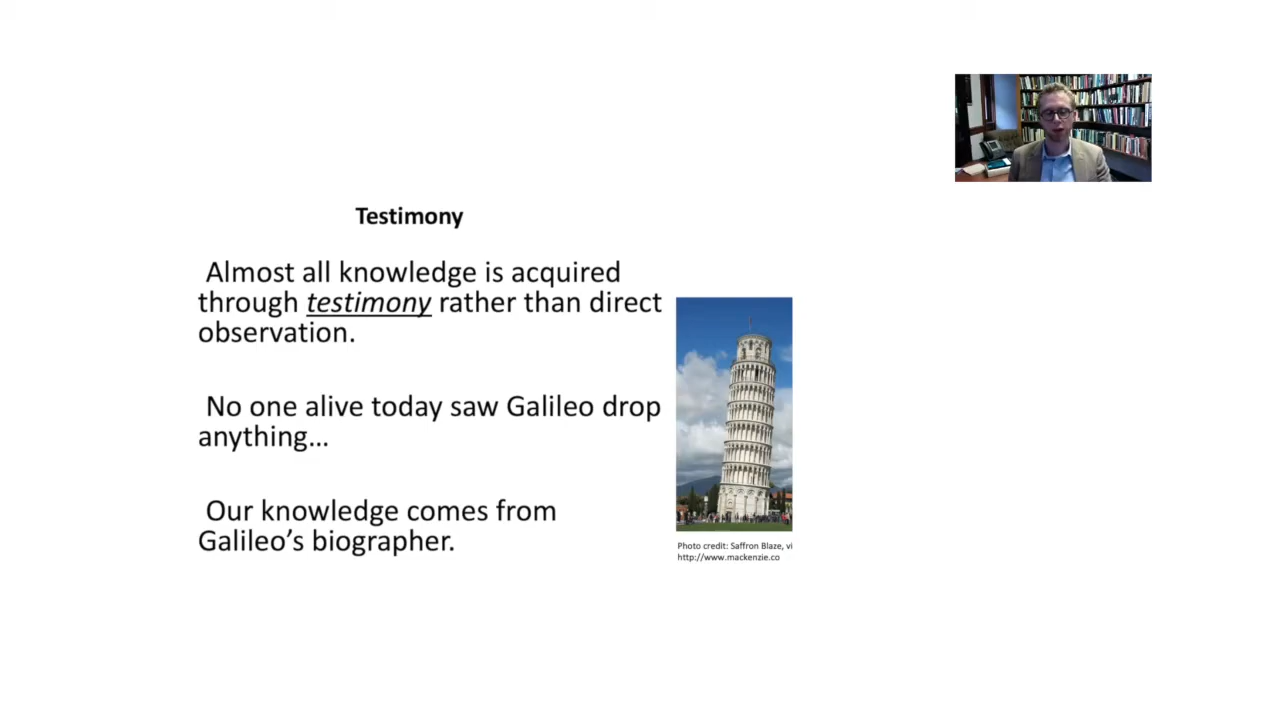 Testimony
Almost all knowledge is acquired
through testimony rather than direct
observation.
No one alive today saw Galileo drop
anything…
Our knowledge comes from
Galileo’s biographer.
Photo credit: Saffron Blaze, vi
http://www.mackenzie.co